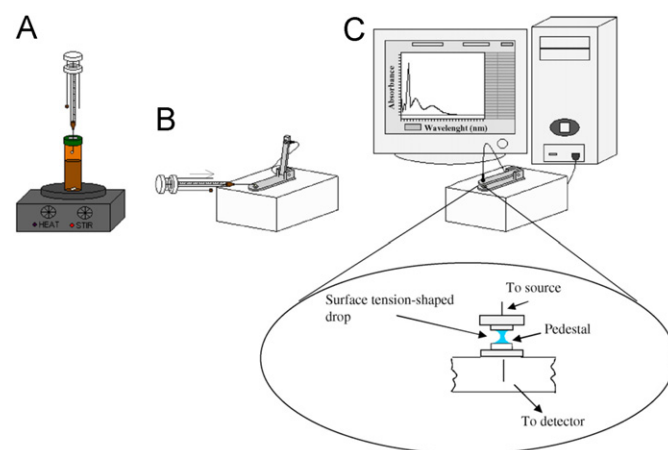 A
B
C
Absorbance
Wavelenght (nm)
HEAT
STIR
To source
Surface tension-shaped
drop
Pedestal
To detector